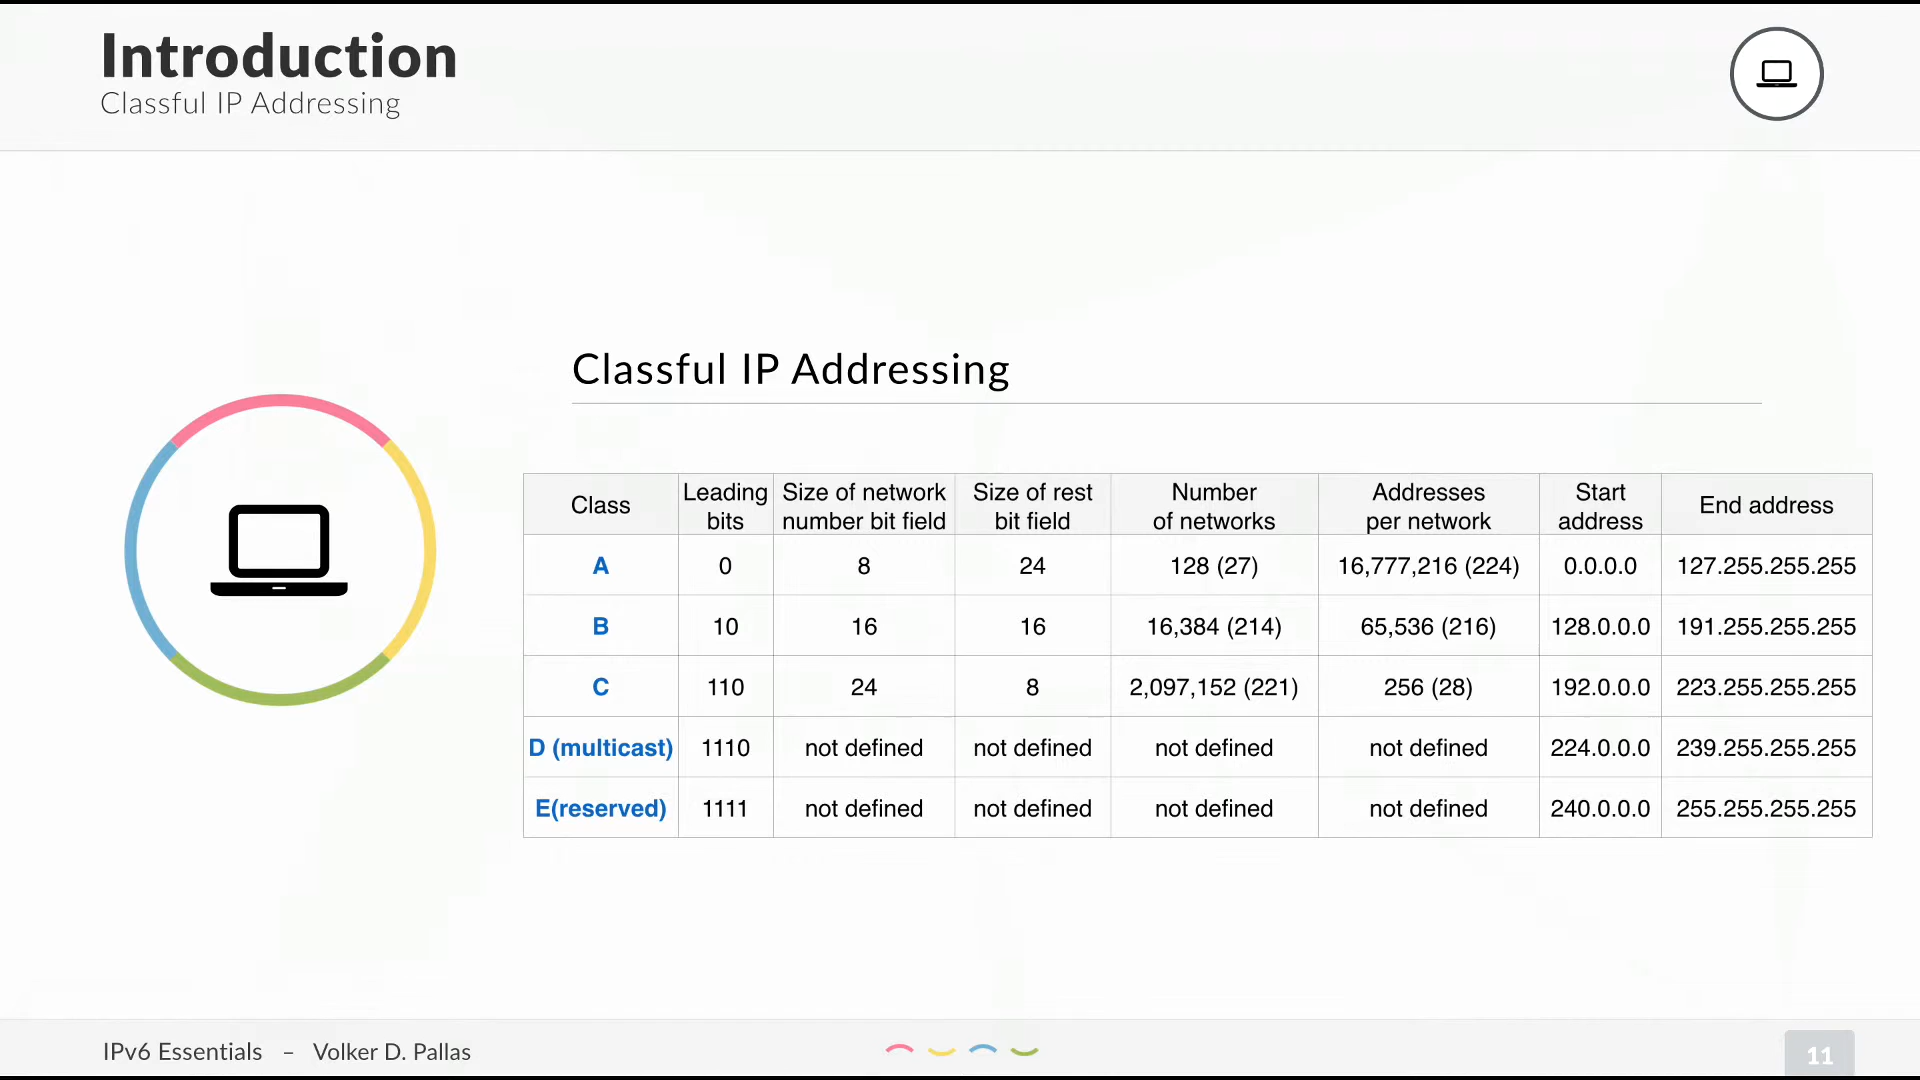 Introduction
Classful IP Addressing
Classful IP Addressing
Class Leading bits Size of network number bit field Size of rest bit field Number of networks Addresses per network Start address End address
A 0 8 24 128 (27) 16,777,216 (224) 0.0.0.0 127.255.255.255
B 10 16 16 16,384 (214) 65,536 (216) 128.0.0.0 191.255.255.255
C 110 24 8 2,097,152 (221) 256 (28) 192.0.0.0 223.255.255.255
D (multicast) 1110 not defined not defined not defined not defined 224.0.0.0 239.255.255.255
E(reserved) 1111 not defined not defined not defined not defined 240.0.0.0 255.255.255.255
IPv6 Essentials – Volker D. Pallas
11